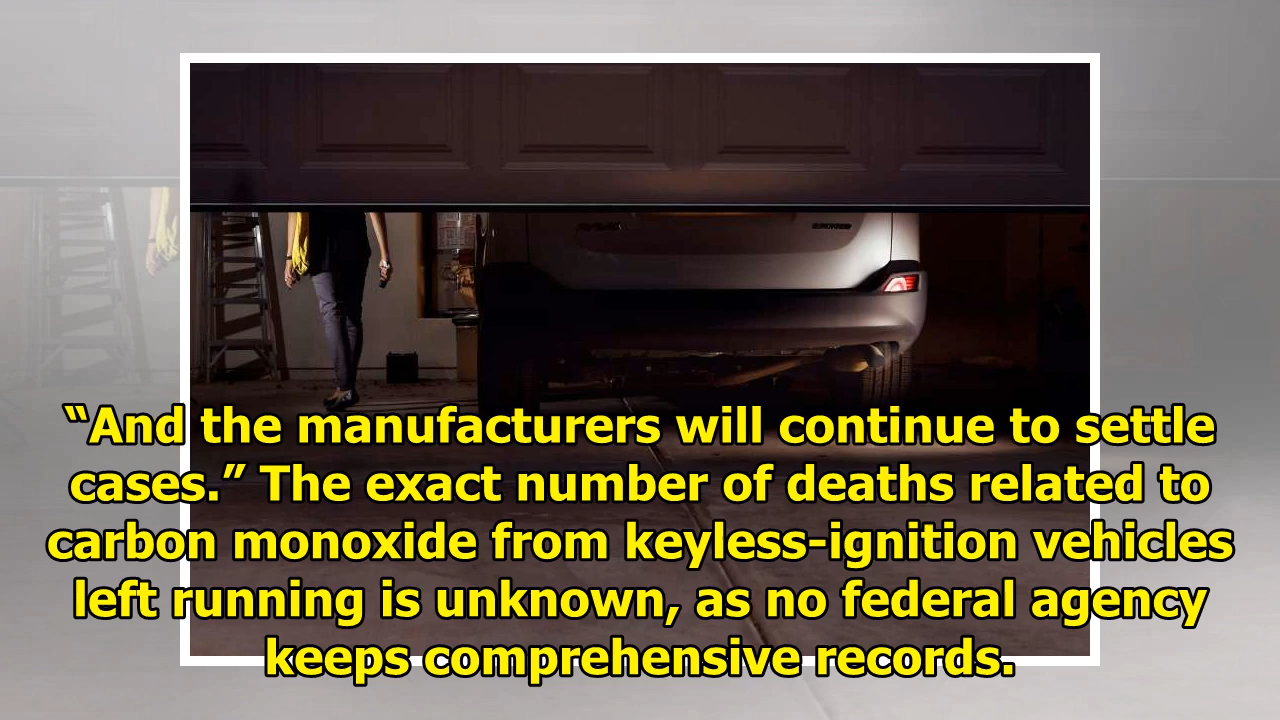 “And the manufacturers will continue to settle
cases.” The exact number of deaths related to
carbon monoxide from keyless-ignition vehicles
left running is unknown, as no federal agency
keeps comprehensive records.